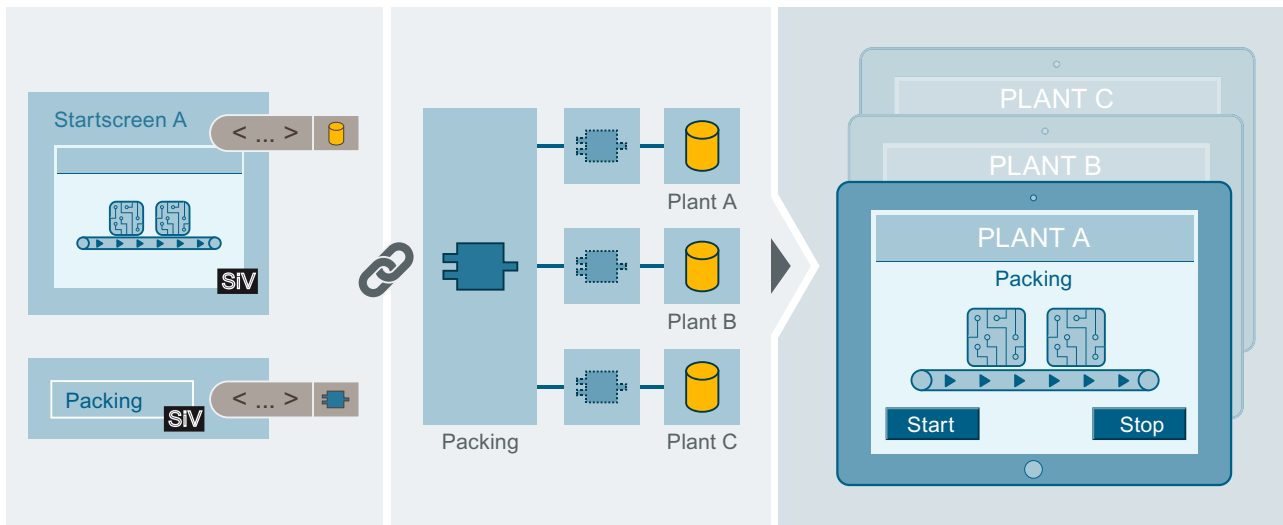 Startscreen A
< ... >
SiV
Packing
< ... >
SiV
Plant A
Plant B
Packing
Plant C
PLANT C
PLANT B
PLANT A
Packing
Start
Stop